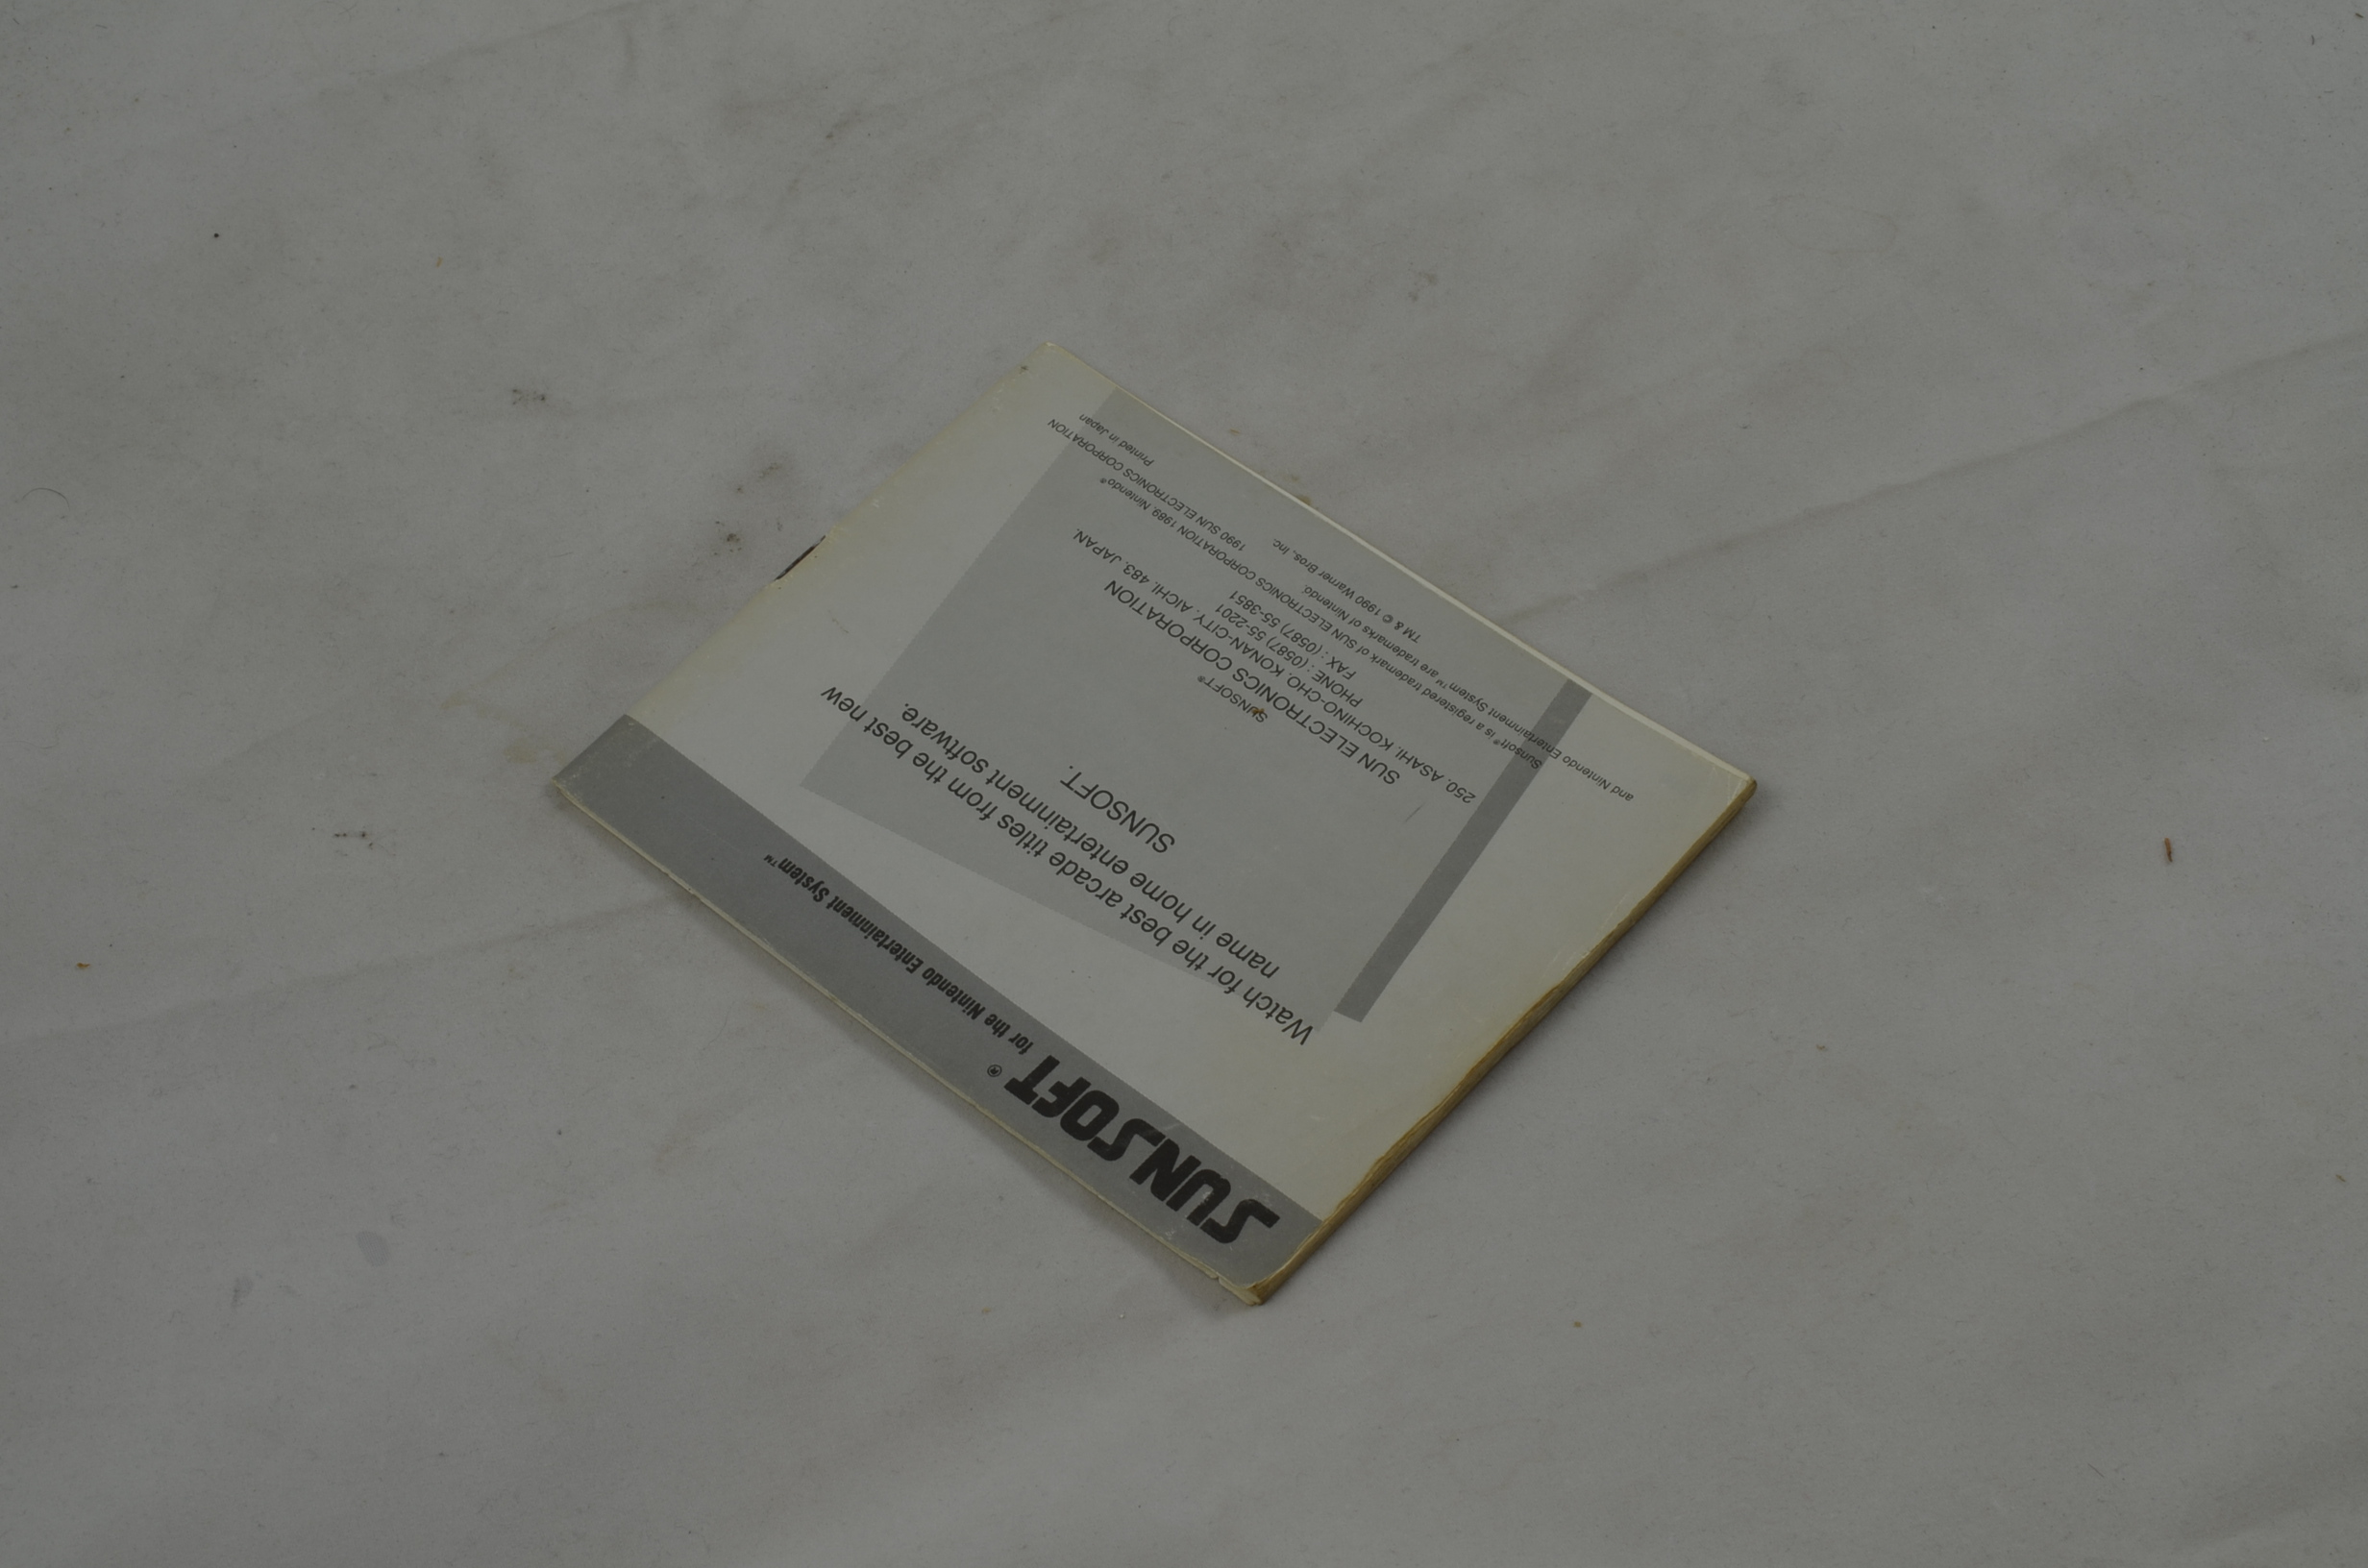 SUNSOFT® for the Nintendo Entertainment System™
Watch for the best arcade titles from the best new
name in home entertainment software.
SUNSOFT.
SUNSOFT®
SUN ELECTRONICS CORPORATION
250. ASAHI. KOCHINO-CHO. KONAN-CITY. AICHI. 483. JAPAN.
PHONE : (0587) 55-2201
FAX : (0587) 55-3851
Sunsoft® is a registered trademark of SUN ELECTRONICS CORPORATION 1989. Nintendo®
and Nintendo Entertainment System™ are trademarks of Nintendo.
1990 SUN ELECTRONICS CORPORATION
TM & © 1990 Warner Bros., Inc.
Printed in Japan